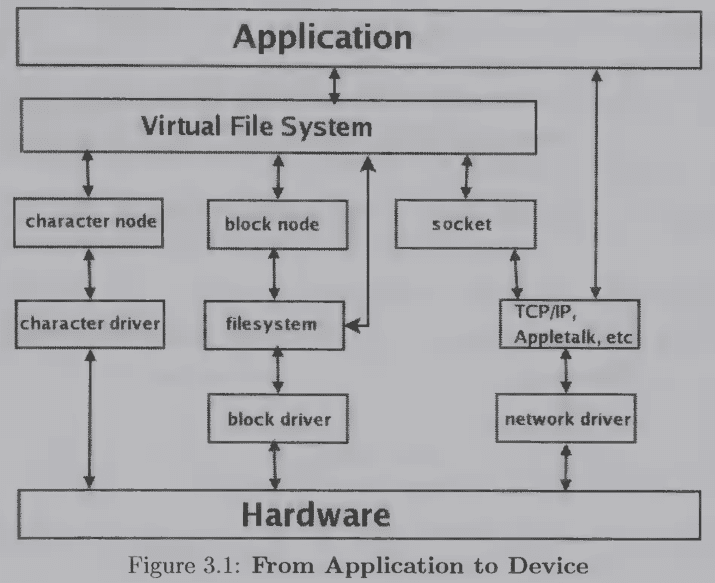 Application
Virtual File System
character node
block node
socket
character driver
filesystem
TCP/IP,
Appletalk, etc
block driver
network driver
Hardware
Figure 3.1: From Application to Device